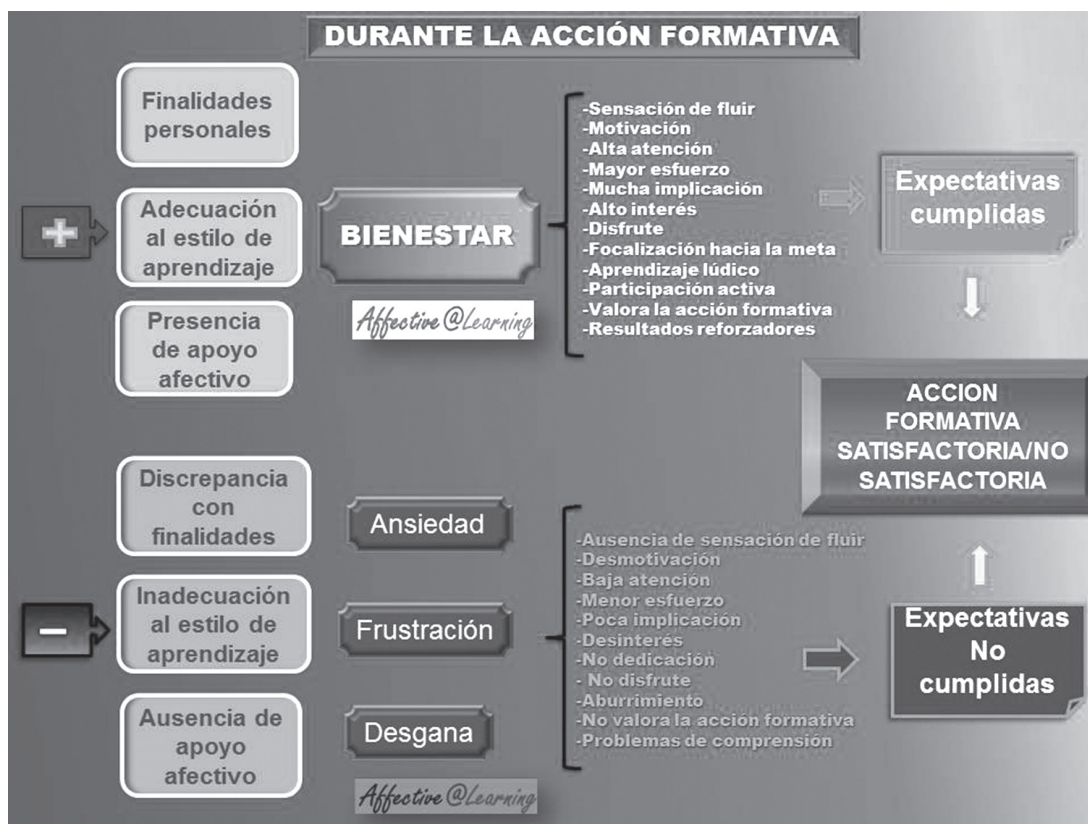 DURANTE LA ACCIÓN FORMATIVA
Finalidades
personales
+
Adecuación
al estilo de
aprendizaje
Presencia
de apoyo
afectivo
BIENESTAR
Affective @Learning
-Sensación de fluir
-Motivación
-Alta atención
-Mayor esfuerzo
-Mucha implicación
-Alto interés
-Disfrute
-Focalización hacia la meta
-Aprendizaje lúdico
-Participación activa
-Valora la acción formativa
-Resultados reforzadores
Expectativas
cumplidas
ACCION
FORMATIVA
SATISFACTORIA/NO
SATISFACTORIA
Discrepancia
con
finalidades
−
Inadecuación
al estilo de
aprendizaje
Ausencia de
apoyo
afectivo
Ansiedad
Frustración
Desgana
Affective @Learning
-Ausencia de sensación de fluir
-Desmotivación
-Baja atención
-Menor esfuerzo
-Poca implicación
-Desinterés
-No dedicación
- No disfrute
-Aburrimiento
-No valora la acción formativa
-Problemas de comprensión
Expectativas
No
cumplidas